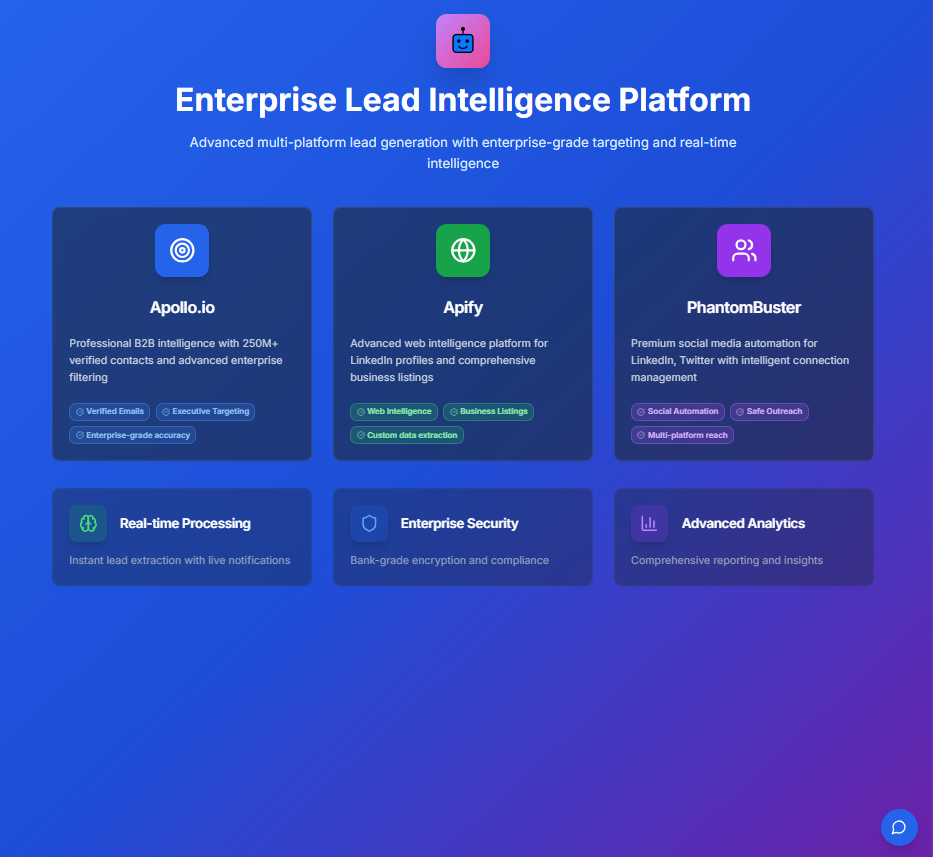 Enterprise Lead Intelligence Platform
Advanced multi-platform lead generation with enterprise-grade targeting and real-time
intelligence
Apollo.io
Professional B2B intelligence with 250M+
verified contacts and advanced enterprise
filtering
Verified Emails
Executive Targeting
Enterprise-grade accuracy
Apify
Advanced web intelligence platform for
LinkedIn profiles and comprehensive
business listings
Web Intelligence
Business Listings
Custom data extraction
PhantomBuster
Premium social media automation for
LinkedIn, Twitter with intelligent connection
management
Social Automation
Safe Outreach
Multi-platform reach
Real-time Processing
Instant lead extraction with live notifications
Enterprise Security
Bank-grade encryption and compliance
Advanced Analytics
Comprehensive reporting and insights